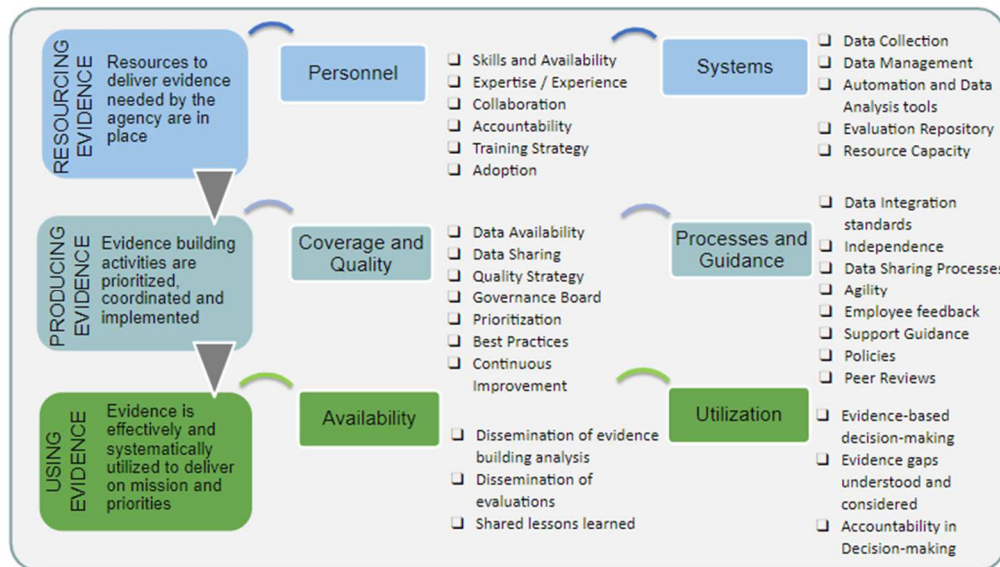 RESOURCING
EVIDENCE
Resources to
deliver evidence
needed by the
agency are in
place
Personnel
Skills and Availability
Expertise / Experience
Collaboration
Accountability
Training Strategy
Adoption
Systems
Data Collection
Data Management
Automation and Data
Analysis tools
Evaluation Repository
Resource Capacity
PRODUCING
EVIDENCE
Evidence building
activities are
prioritized,
coordinated and
implemented
Coverage and
Quality
Data Availability
Data Sharing
Quality Strategy
Governance Board
Prioritization
Best Practices
Continuous
Improvement
Processes and
Guidance
Data Integration
standards
Independence
Data Sharing Processes
Agility
Employee feedback
Support Guidance
Policies
Peer Reviews
USING
EVIDENCE
Evidence is
effectively and
systematically
utilized to deliver
on mission and
priorities
Availability
Dissemination of evidence
building analysis
Dissemination of
evaluations
Shared lessons learned
Utilization
Evidence-based
decision-making
Evidence gaps
understood and
considered
Accountability in
Decision-making